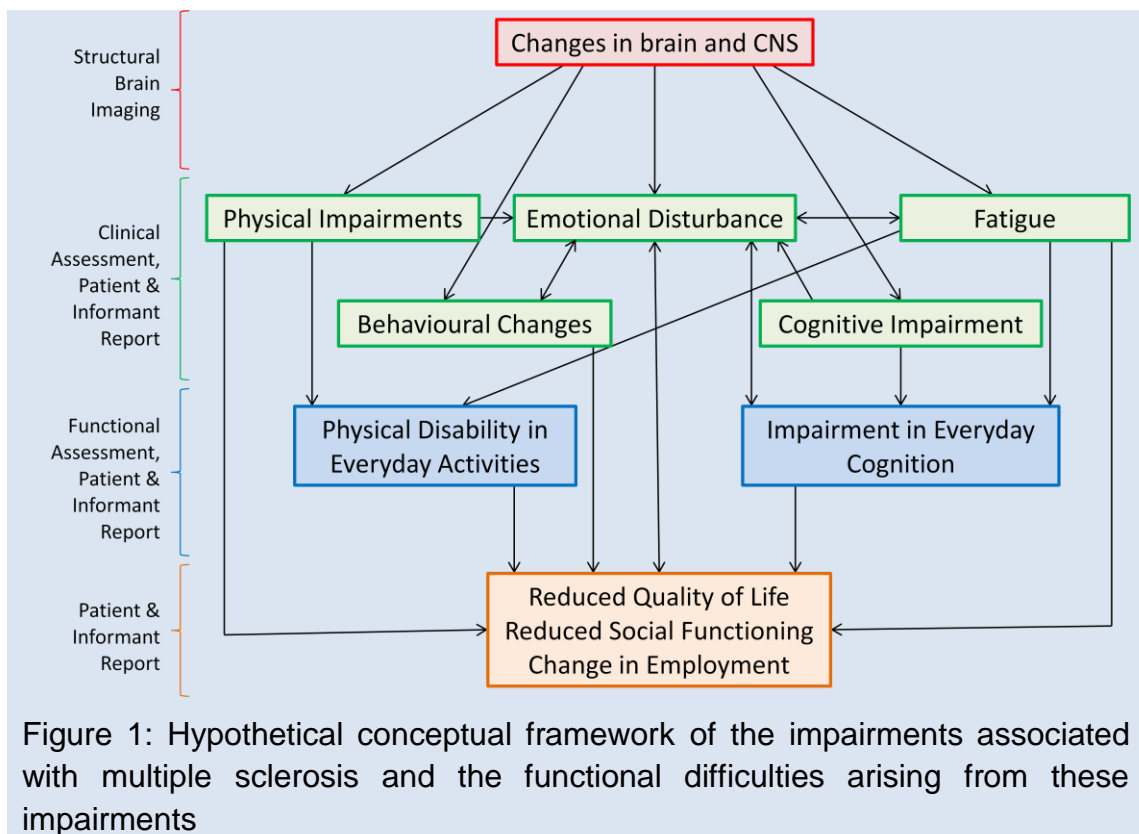 Changes in brain and CNS
Structural
Brain
Imaging
Physical Impairments
Emotional Disturbance
Fatigue
Clinical
Assessment,
Patient &
Informant
Report
Behavioural Changes
Cognitive Impairment
Functional
Assessment,
Patient &
Informant
Report
Physical Disability in
Everyday Activities
Impairment in Everyday
Cognition
Patient &
Informant
Report
Reduced Quality of Life
Reduced Social Functioning
Change in Employment
Figure 1: Hypothetical conceptual framework of the impairments associated
with multiple sclerosis and the functional difficulties arising from these
impairments